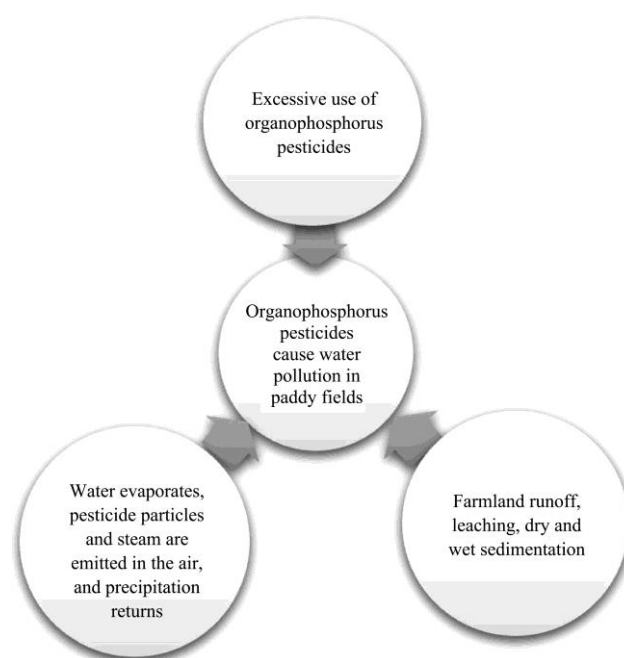 Excessive use of
organophosphorus
pesticides
Organophosphorus
pesticides
cause water
pollution in
paddy fields
Water evaporates,
pesticide particles
and steam are
emitted in the air,
and precipitation
returns
Farmland runoff,
leaching, dry and
wet sedimentation